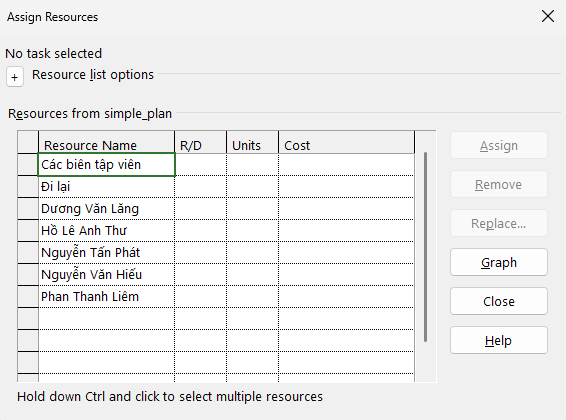 Assign Resources
No task selected
+ Resource list options
Resources from simple_plan
Resource Name R/D Units Cost
Các biên tập viên
Đi lại
Dương Văn Lăng
Hồ Lê Anh Thư
Nguyễn Tấn Phát
Nguyễn Văn Hiếu
Phan Thanh Liêm
Assign
Remove
Replace...
Graph
Close
Help
Hold down Ctrl and click to select multiple resources